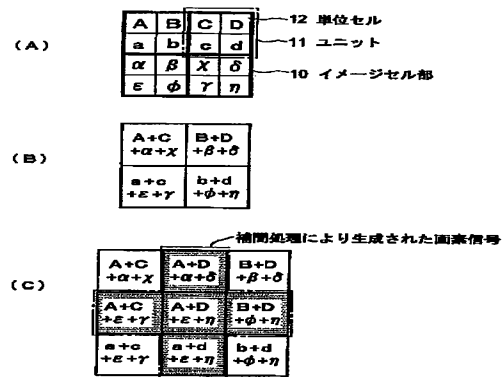 (A)
A B C D
a b c d
α β χ δ
ε φ γ η
12 単位セル
11 ユニット
10 イメージセル部
(B)
A+C B+D
+α+χ +β+δ
a+c b+d
+ε+γ +φ+η
補間処理により生成された画素信号
(C)
A+C A+D B+D
+α+χ +α+δ +β+δ
A+C A+D B+D
+ε+γ +ε+η +φ+η
a+c a+d b+d
+ε+γ +ε+η +φ+η